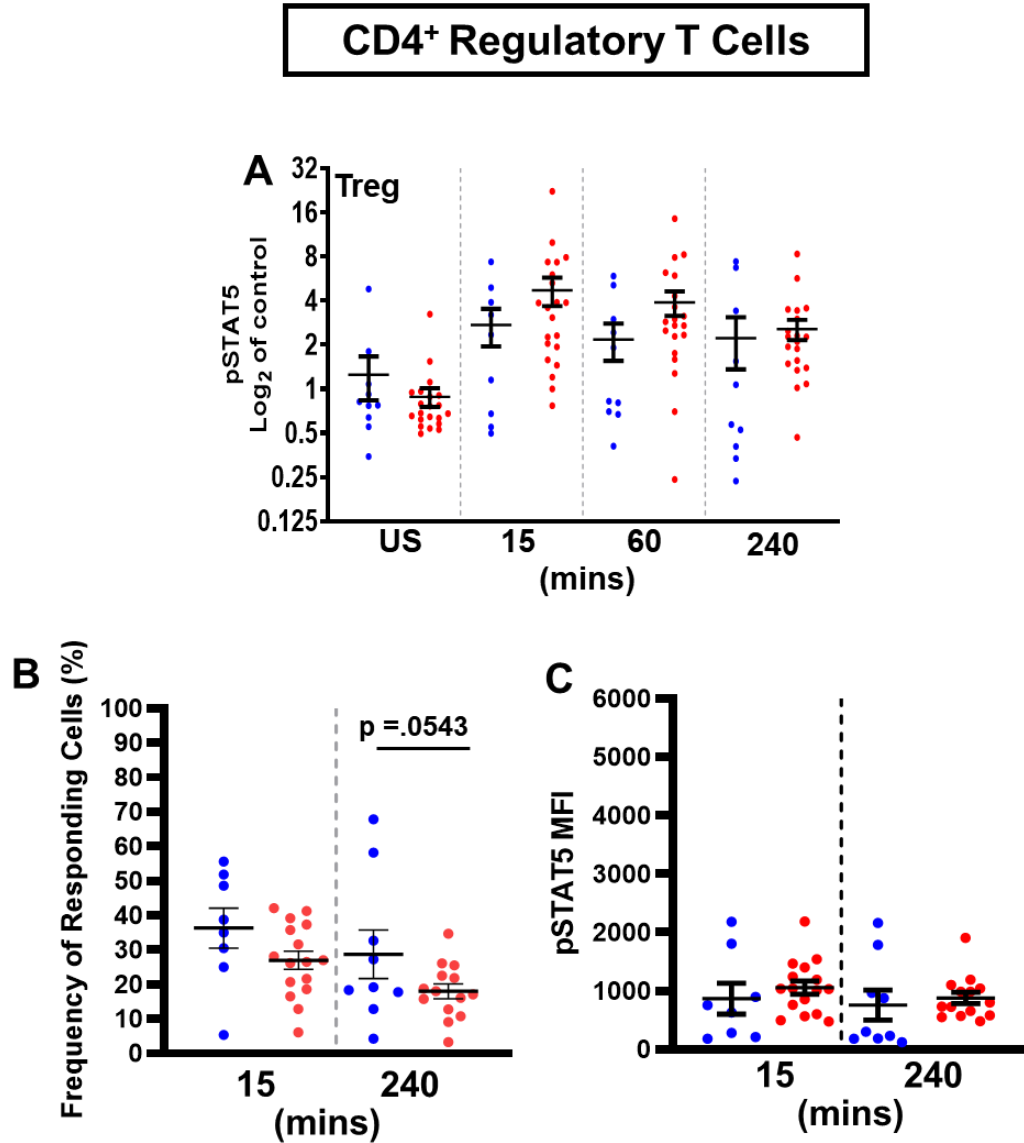 CD4⁺ Regulatory T Cells
A
Treg
pSTAT5
Log₂ of control
32
16
8
4
2
1
0.5
0.25
0.125
US 15 60 240
(mins)
B
Frequency of Responding Cells (%)
100
90
80
70
60
50
40
30
20
10
0
p =.0543
15 240
(mins)
C
pSTAT5 MFI
6000
5000
4000
3000
2000
1000
0
15 240
(mins)